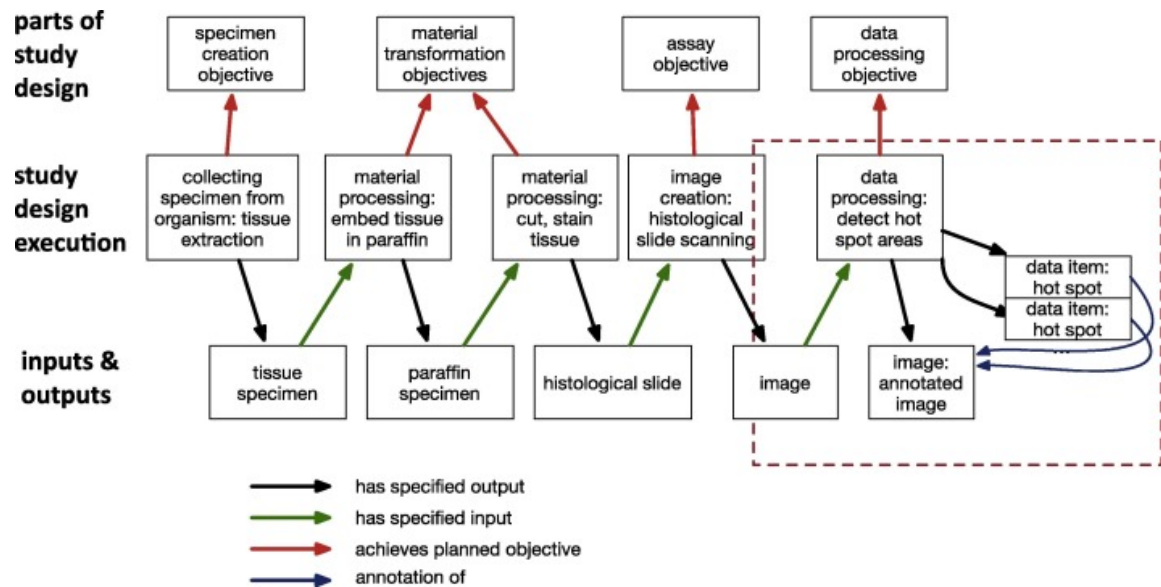 parts of
study
design
specimen
creation
objective
material
transformation
objectives
assay
objective
data
processing
objective
study
design
execution
collecting
specimen from
organism: tissue
extraction
material
processing:
embed tissue
in paraffin
material
processing:
cut, stain
tissue
image
creation:
histological
slide scanning
data
processing:
detect hot
spot areas
data item:
hot spot
data item:
hot spot
...
inputs &
outputs
tissue
specimen
paraffin
specimen
histological slide
image
image:
annotated
image
has specified output
has specified input
achieves planned objective
annotation of